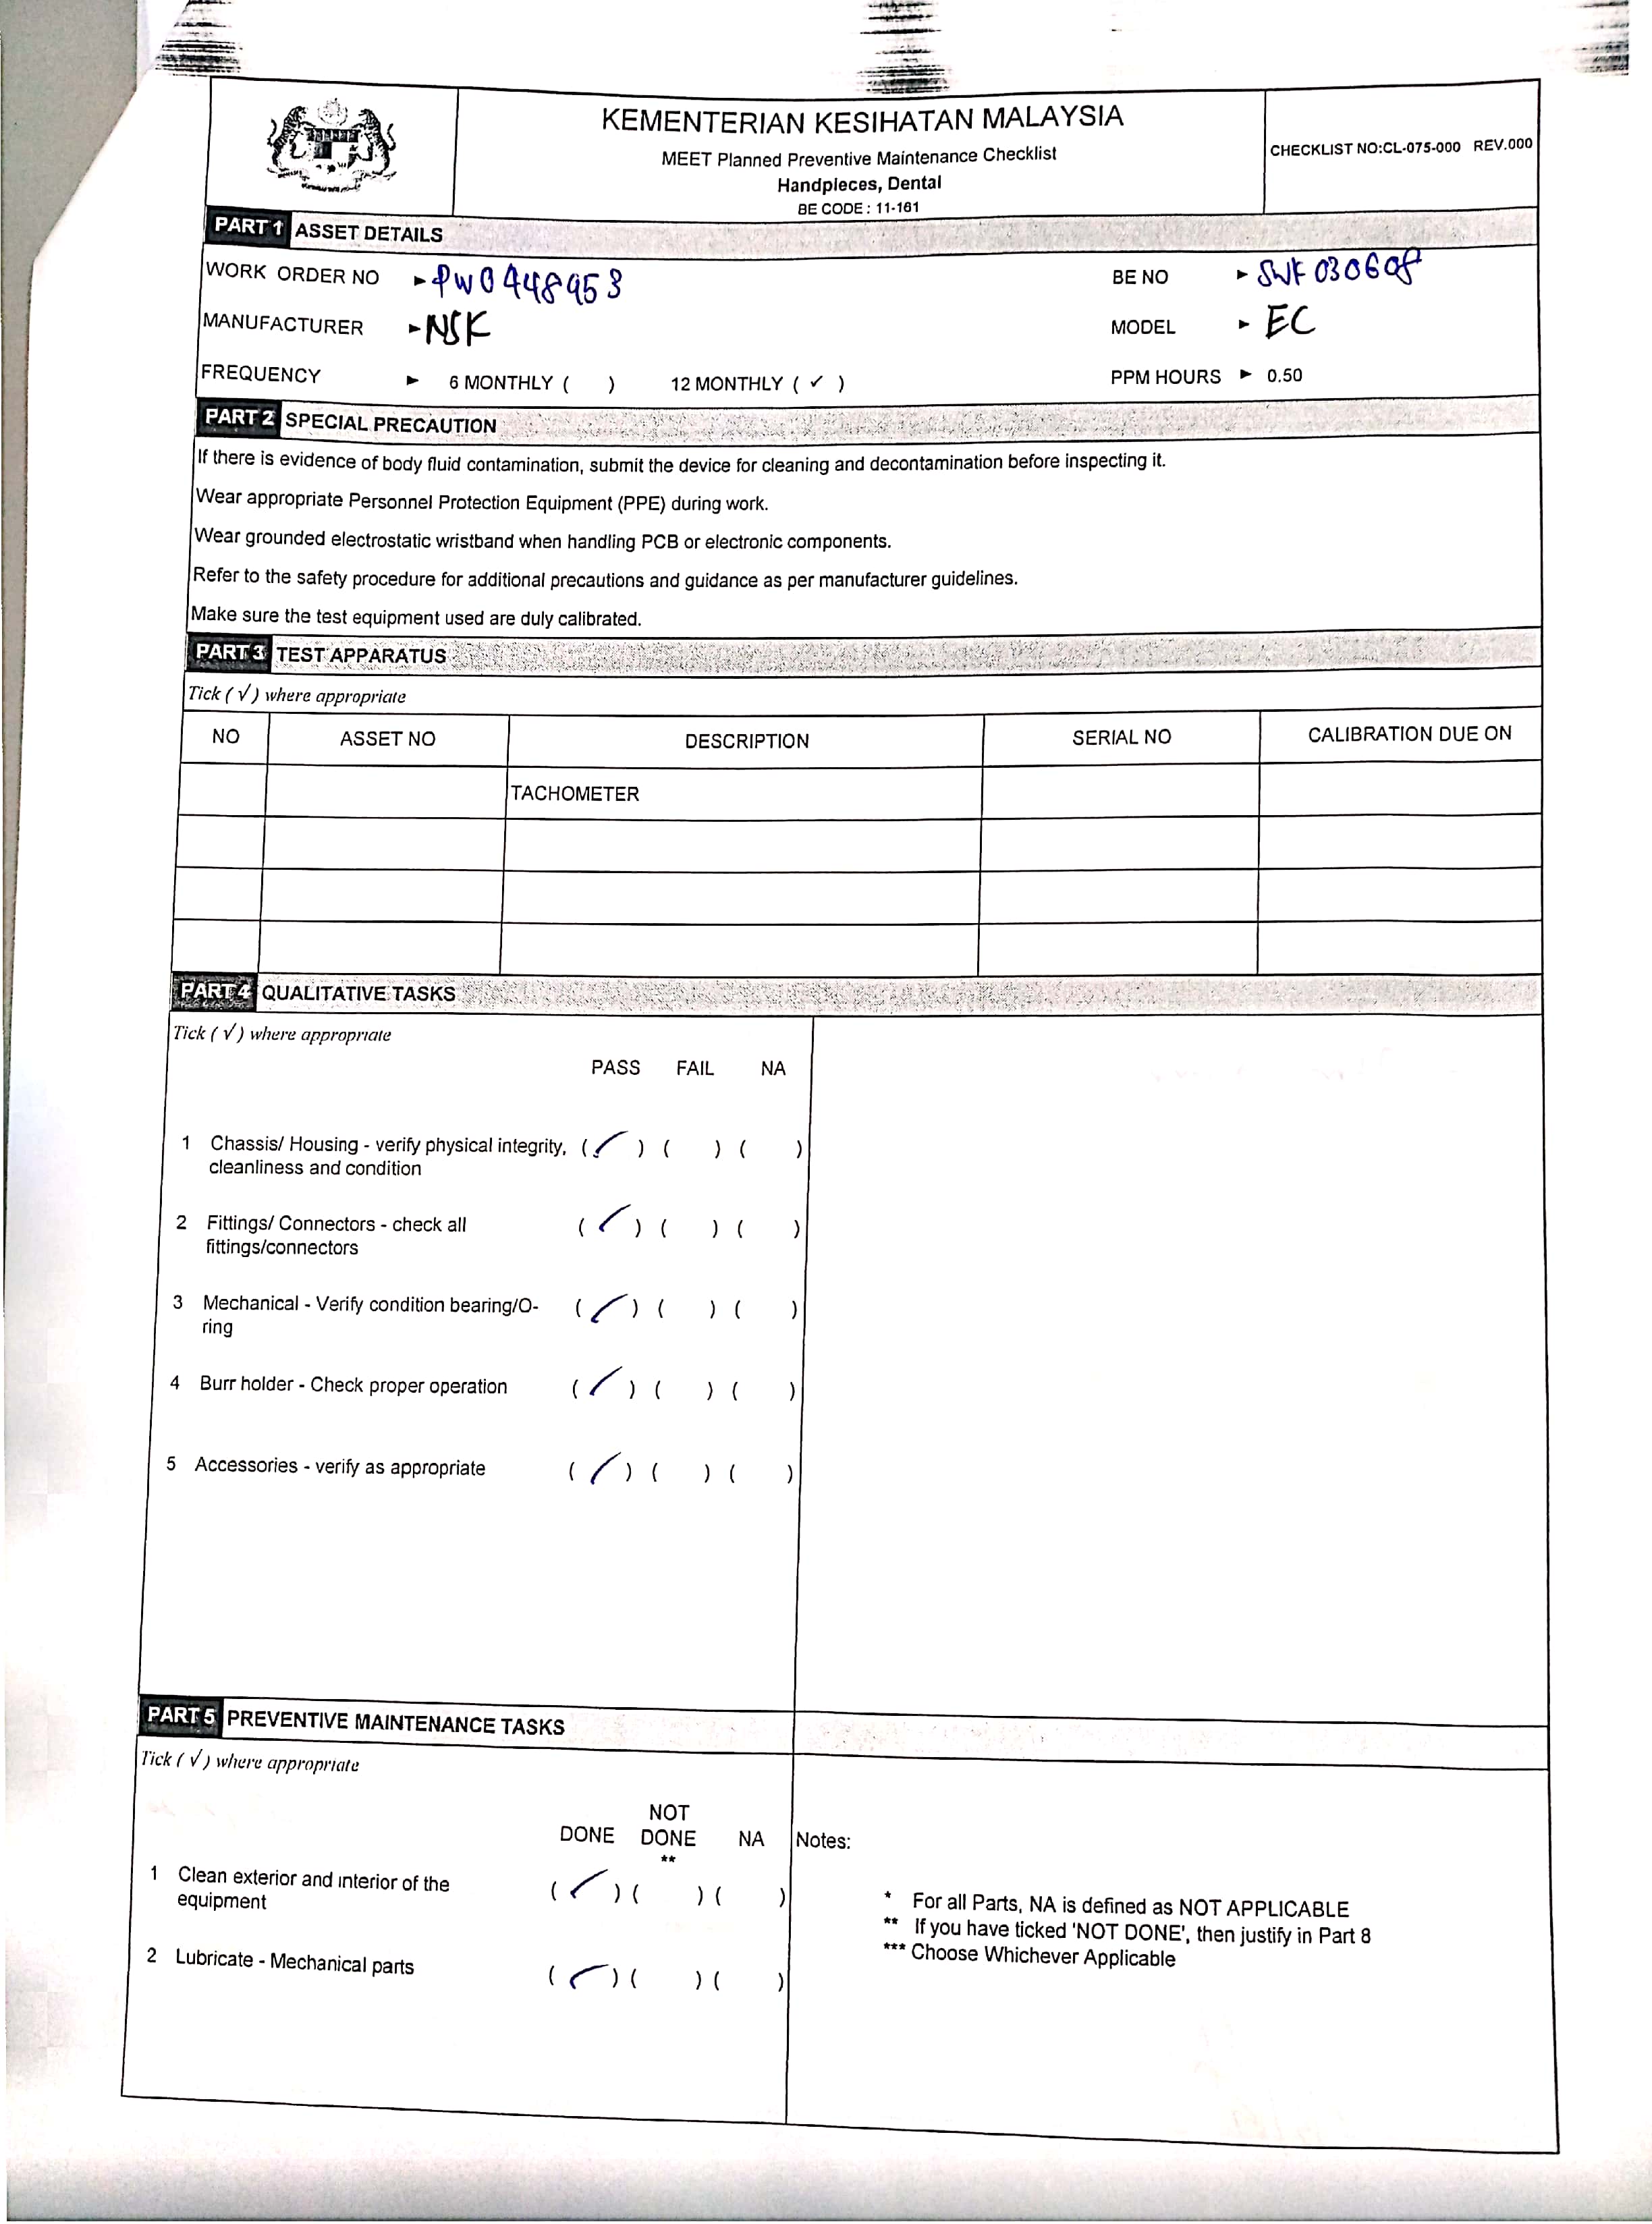 KEMENTERIAN KESIHATAN MALAYSIA
MEET Planned Preventive Maintenance Checklist
Handpieces, Dental
BE CODE : 11-161
CHECKLIST NO:CL-075-000 REV.000
PART 1 ASSET DETAILS
WORK ORDER NO ► PW0448953
BE NO ► SWK030608
MANUFACTURER ► NSK
MODEL ► EC
FREQUENCY ► 6 MONTHLY ( ) 12 MONTHLY ( ✓ )
PPM HOURS ► 0.50
PART 2 SPECIAL PRECAUTION
If there is evidence of body fluid contamination, submit the device for cleaning and decontamination before inspecting it.
Wear appropriate Personnel Protection Equipment (PPE) during work.
Wear grounded electrostatic wristband when handling PCB or electronic components.
Refer to the safety procedure for additional precautions and guidance as per manufacturer guidelines.
Make sure the test equipment used are duly calibrated.
PART 3 TEST APPARATUS
Tick ( √ ) where appropriate
NO ASSET NO DESCRIPTION SERIAL NO CALIBRATION DUE ON
TACHOMETER
PART 4 QUALITATIVE TASKS
Tick ( √ ) where appropriate
PASS FAIL NA
1 Chassis/ Housing - verify physical integrity, ( ✓ ) ( ) ( )
cleanliness and condition
2 Fittings/ Connectors - check all ( ✓ ) ( ) ( )
fittings/connectors
3 Mechanical - Verify condition bearing/O- ( ✓ ) ( ) ( )
ring
4 Burr holder - Check proper operation ( ✓ ) ( ) ( )
5 Accessories - verify as appropriate ( ✓ ) ( ) ( )
PART 5 PREVENTIVE MAINTENANCE TASKS
Tick ( √ ) where appropriate
NOT
DONE DONE NA
**
1 Clean exterior and interior of the ( ✓ ) ( ) ( )
equipment
2 Lubricate - Mechanical parts ( ✓ ) ( ) ( )
Notes:
* For all Parts, NA is defined as NOT APPLICABLE
** If you have ticked 'NOT DONE', then justify in Part 8
*** Choose Whichever Applicable